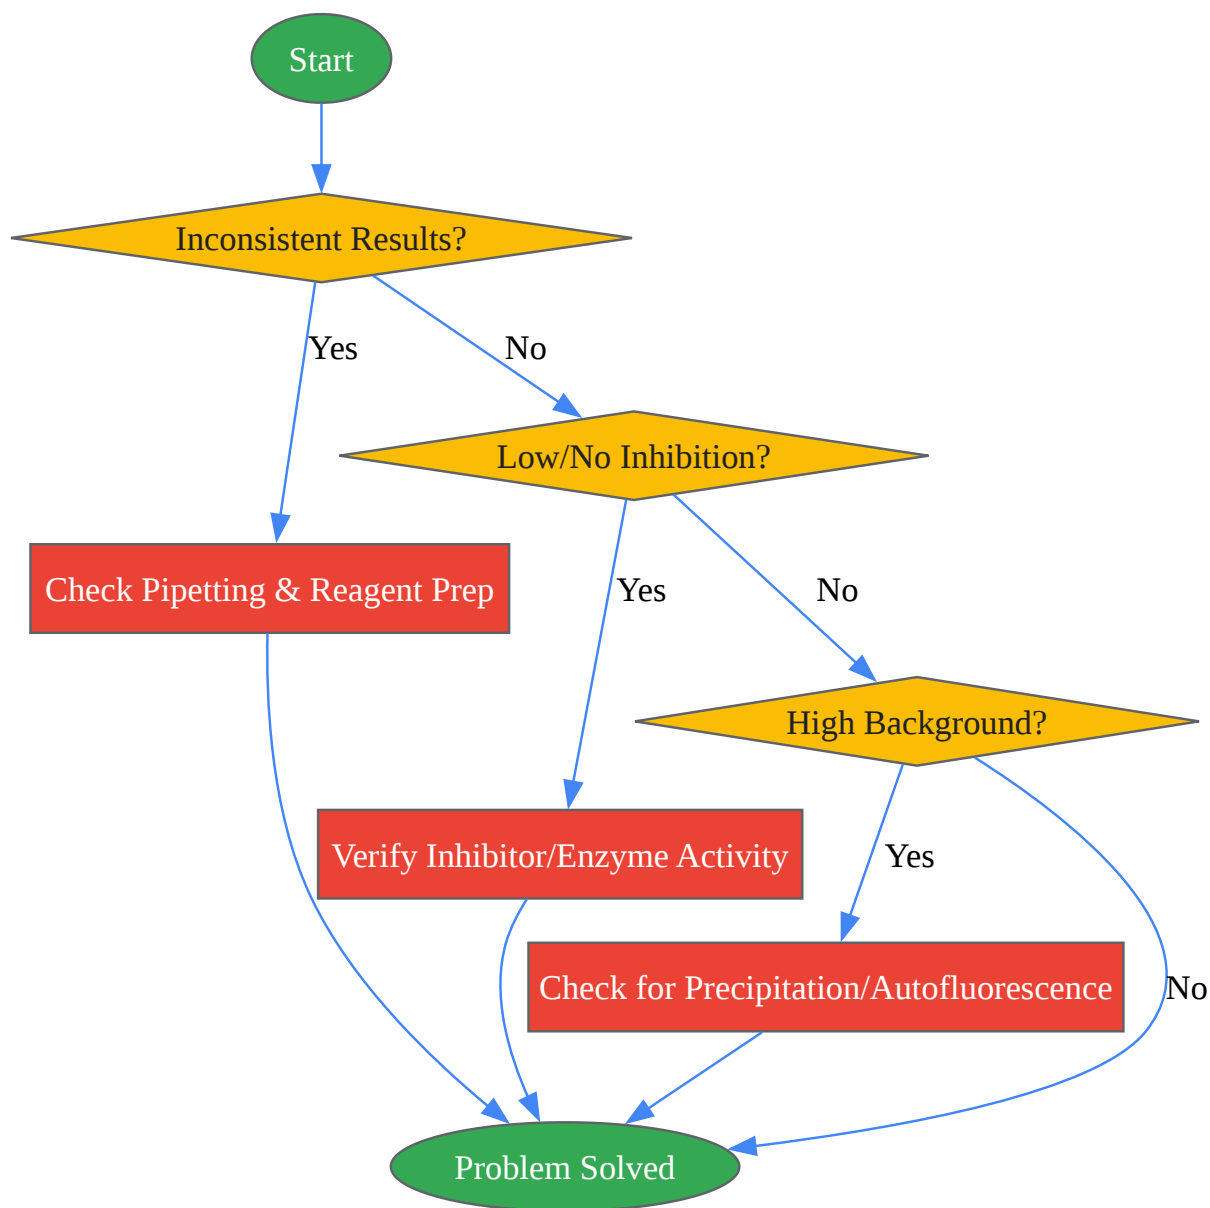 Start
Inconsistent Results?
Yes
No
Low/No Inhibition?
Check Pipetting & Reagent Prep
Yes
No
High Background?
Verify Inhibitor/Enzyme Activity
Yes
Check for Precipitation/Autofluorescence
No
Problem Solved